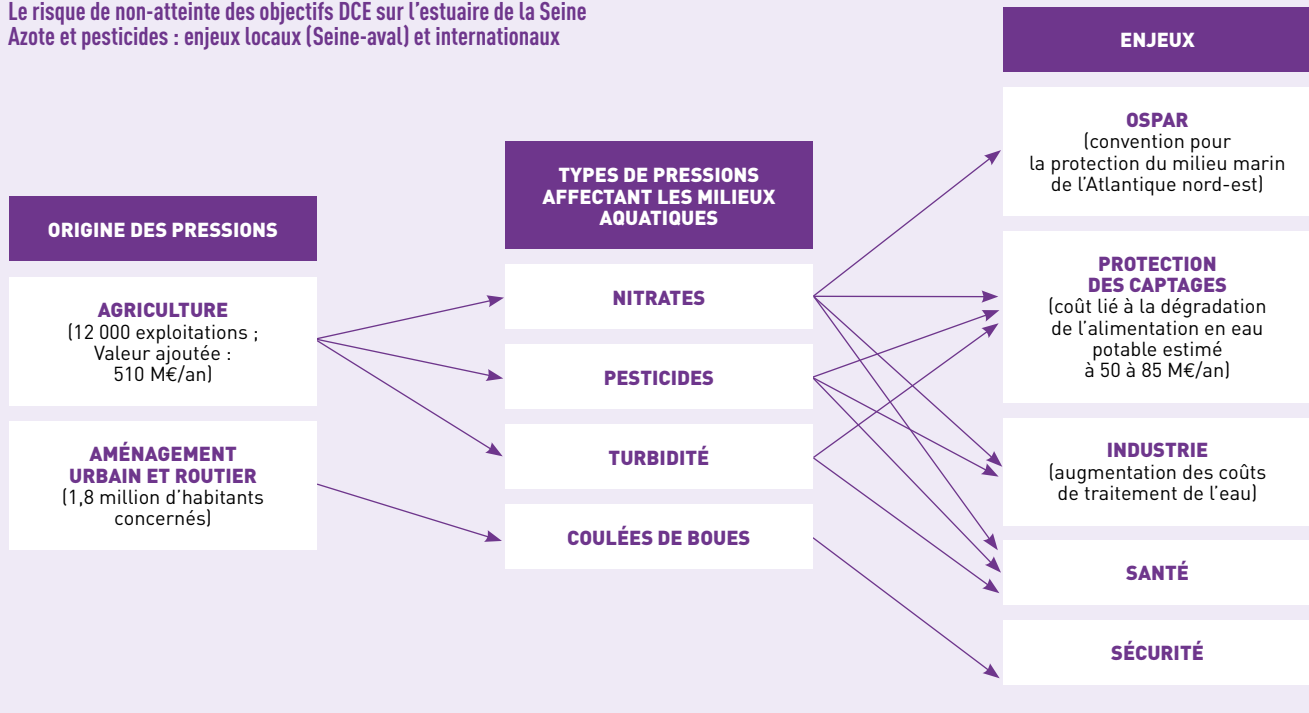 Le risque de non-atteinte des objectifs DCE sur l'estuaire de la Seine
Azote et pesticides : enjeux locaux (Seine-aval) et internationaux
ORIGINE DES PRESSIONS
AGRICULTURE
(12 000 exploitations ;
Valeur ajoutée :
510 M€/an)
AMÉNAGEMENT
URBAIN ET ROUTIER
(1,8 million d'habitants
concernés)
TYPES DE PRESSIONS
AFFECTANT LES MILIEUX
AQUATIQUES
NITRATES
PESTICIDES
TURBIDITÉ
COULÉES DE BOUES
ENJEUX
OSPAR
(convention pour
la protection du milieu marin
de l'Atlantique nord-est)
PROTECTION
DES CAPTAGES
(coût lié à la dégradation
de l'alimentation en eau
potable estimé
à 50 à 85 M€/an)
INDUSTRIE
(augmentation des coûts
de traitement de l'eau)
SANTÉ
SÉCURITÉ